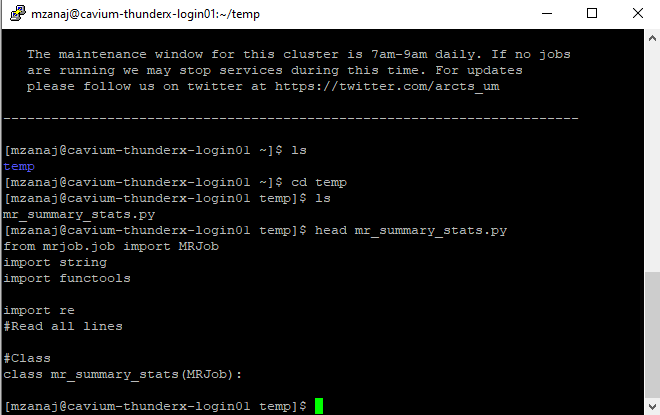 mzanaj@cavium-thunderx-login01:~/temp
The maintenance window for this cluster is 7am-9am daily. If no jobs
are running we may stop services during this time. For updates
please follow us on twitter at https://twitter.com/arcts_um
------------------------------------------------------------------------
[mzanaj@cavium-thunderx-login01 ~]$ ls
temp
[mzanaj@cavium-thunderx-login01 ~]$ cd temp
[mzanaj@cavium-thunderx-login01 temp]$ ls
mr_summary_stats.py
[mzanaj@cavium-thunderx-login01 temp]$ head mr_summary_stats.py
from mrjob.job import MRJob
import string
import functools
import re
#Read all lines
#Class
class mr_summary_stats(MRJob):
[mzanaj@cavium-thunderx-login01 temp]$